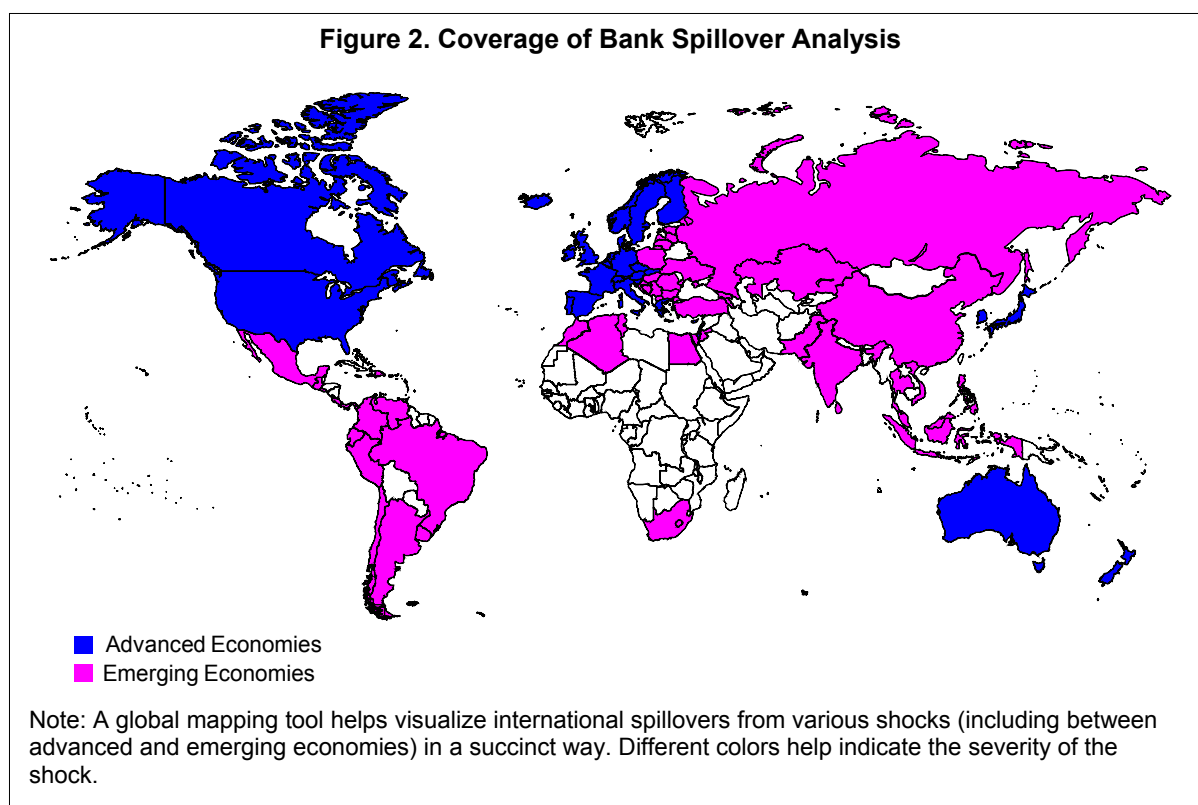 Figure 2. Coverage of Bank Spillover Analysis
Advanced Economies
Emerging Economies
Note: A global mapping tool helps visualize international spillovers from various shocks (including between
advanced and emerging economies) in a succinct way. Different colors help indicate the severity of the
shock.